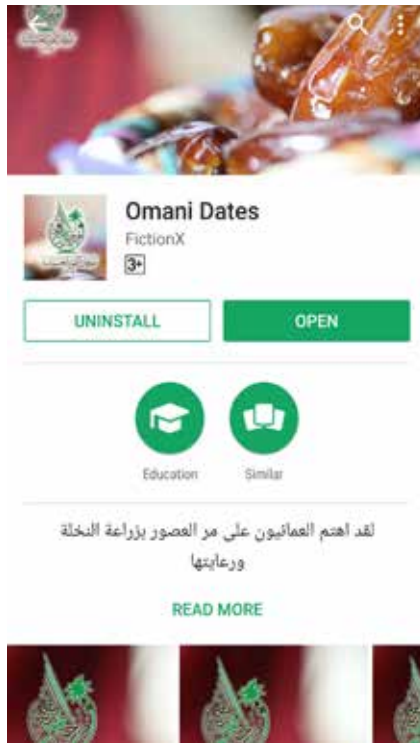 Omani Dates
FictionX
3+
UNINSTALL
OPEN
Education
Similar
لقد اهتم العمانيون على مر العصور بزراعة النخلة
ورعايتها
READ MORE